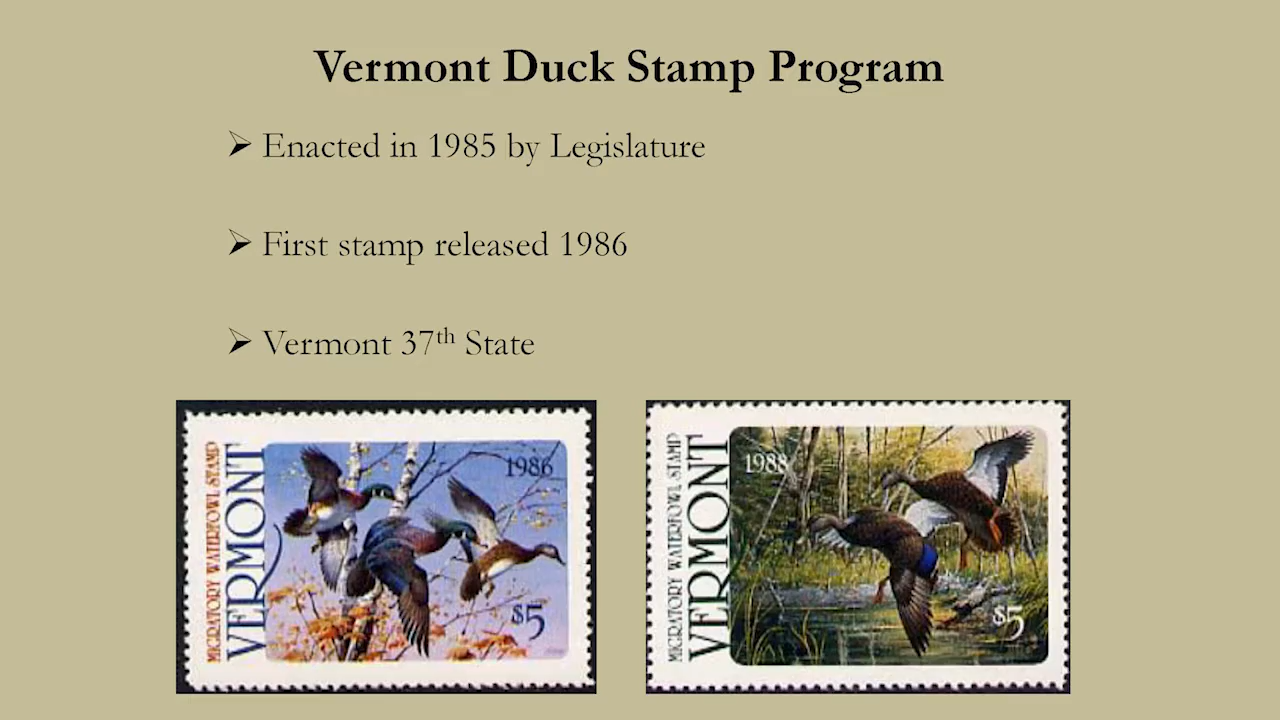 Vermont Duck Stamp Program
➢ Enacted in 1985 by Legislature
➢ First stamp released 1986
➢ Vermont 37th State
MIGRATORY WATERFOWL STAMP
VERMONT
1986
$5
MIGRATORY WATERFOWL STAMP
VERMONT
1988
$5